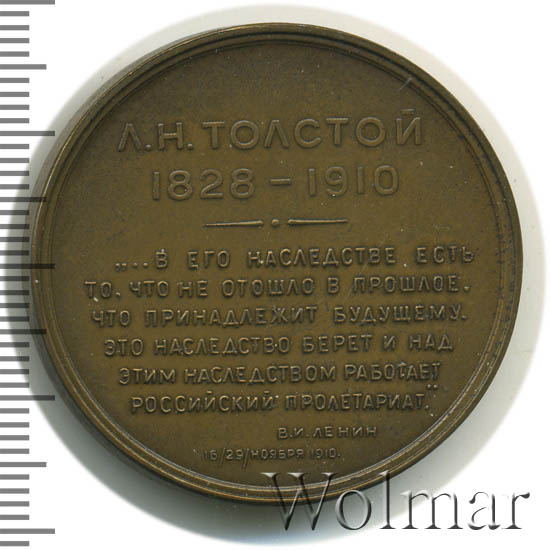 Л.Н. ТОЛСТОЙ
1828 - 1910
„... В ЕГО НАСЛЕДСТВЕ ЕСТЬ
ТО, ЧТО НЕ ОТОШЛО В ПРОШЛОЕ,
ЧТО ПРИНАДЛЕЖИТ БУДУЩЕМУ.
ЭТО НАСЛЕДСТВО БЕРЕТ И НАД
ЭТИМ НАСЛЕДСТВОМ РАБОТАЕТ
РОССИЙСКИЙ ПРОЛЕТАРИАТ."
В.И. ЛЕНИН
16/29/НОЯБРЯ 1910.
Wolmar